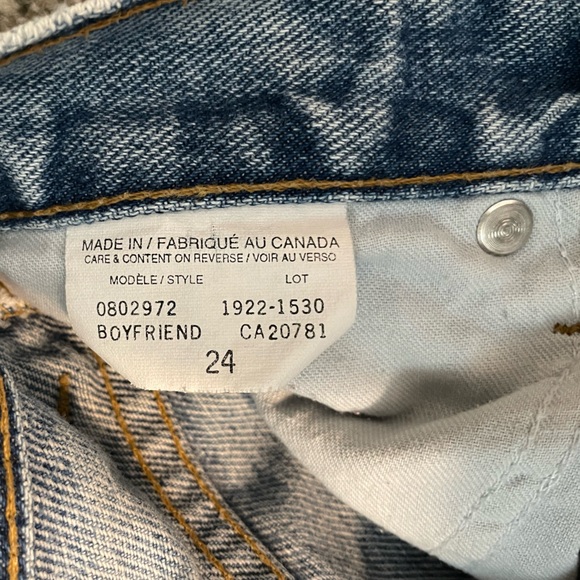 MADE IN / FABRIQUÉ AU CANADA
CARE & CONTENT ON REVERSE / VOIR AU VERSO
MODÈLE / STYLE LOT
0802972 1922-1530
BOYFRIEND CA20781
24